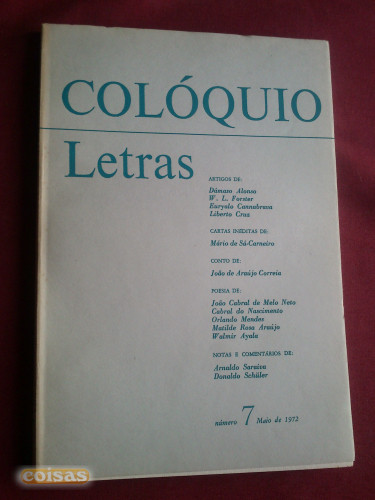 COLÓQUIO
Letras
ARTIGOS DE:
Dámaso Alonso
W. L. Forster
Euryalo Cannabrava
Liberto Cruz
CARTAS INÉDITAS DE:
Mário de Sá-Carneiro
CONTO DE:
João de Araújo Correia
POESIA DE:
João Cabral de Melo Neto
Cabral do Nascimento
Orlando Mendes
Matilde Rosa Araújo
Walmir Ayala
NOTAS E COMENTÁRIOS DE:
Arnaldo Saraiva
Donaldo Schüler
número 7 Maio de 1972
coisas